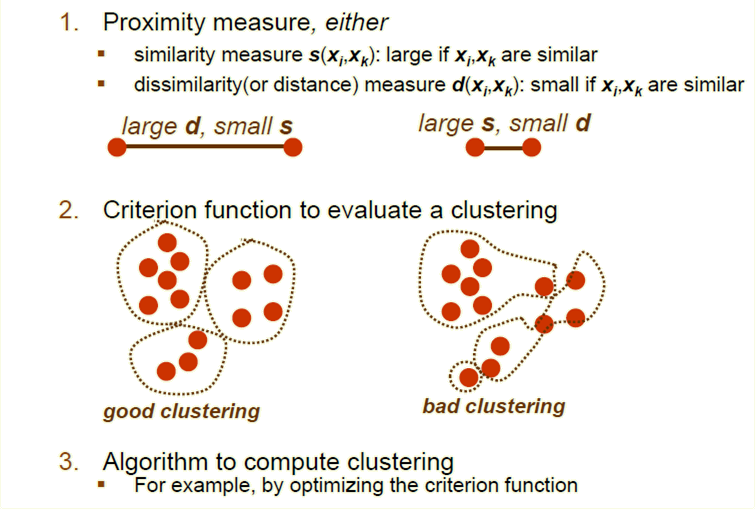 1. Proximity measure, either
▪ similarity measure s(xi,xk): large if xi,xk are similar
▪ dissimilarity(or distance) measure d(xi,xk): small if xi,xk are similar
large d, small s
large s, small d
2. Criterion function to evaluate a clustering
good clustering
bad clustering
3. Algorithm to compute clustering
▪ For example, by optimizing the criterion function